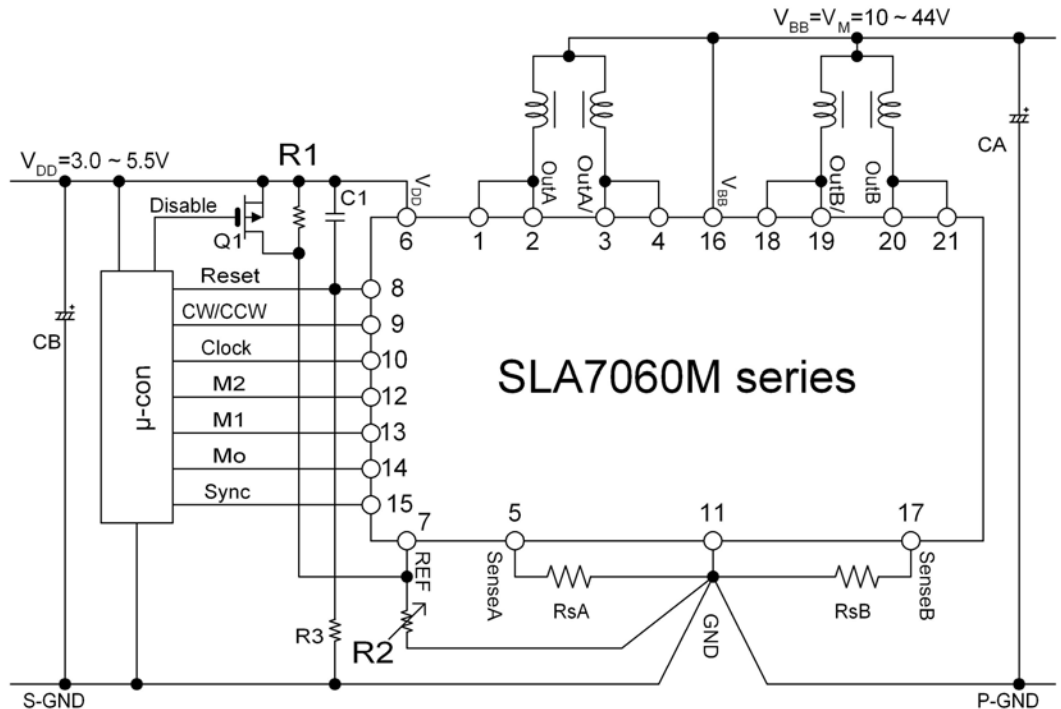 VBB=VM=10 ~ 44V
CA
VDD=3.0 ~ 5.5V
R1
C1
VDD
OutA
OutA/
VBB
OutB/
OutB
Disable
Q1
6
1
2
3
4
16
18
19
20
21
CB
μ-con
Reset
8
CW/CCW
9
Clock
10
M2
12
M1
13
Mo
14
Sync
15
SLA7060M series
7
5
11
17
REF
SenseA
RsA
GND
RsB
SenseB
R3
R2
S-GND
P-GND